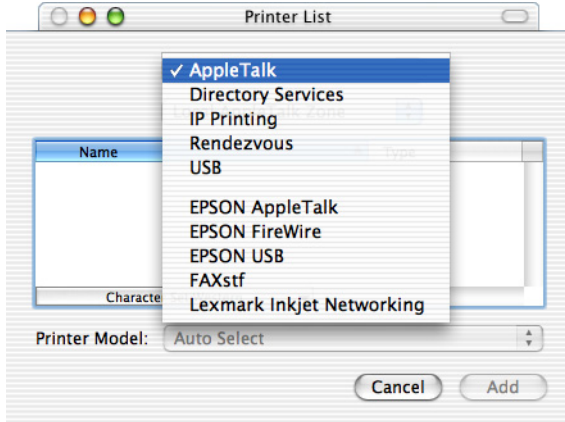 Printer List
✓ AppleTalk
Directory Services
IP Printing
Rendezvous
USB
EPSON AppleTalk
EPSON FireWire
EPSON USB
FAXstf
Lexmark Inkjet Networking
Name
Type
Characte
Printer Model: Auto Select
Cancel Add